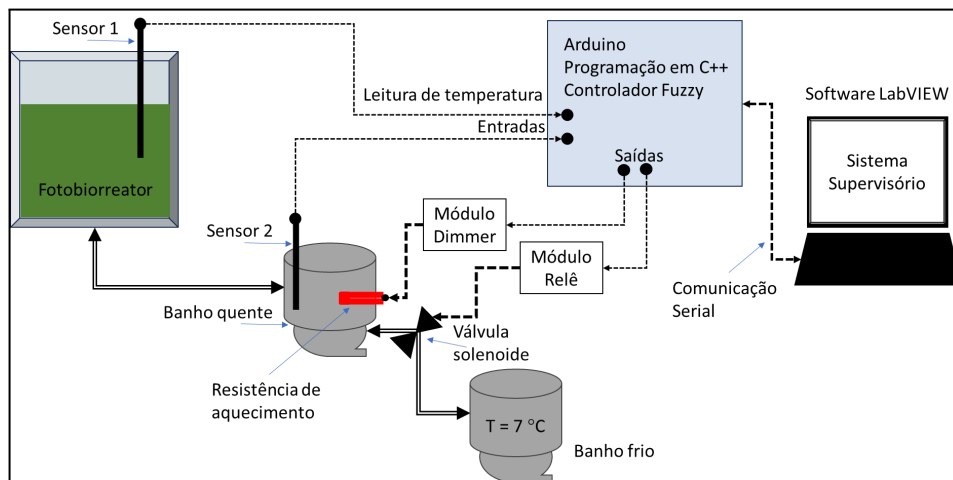 Sensor 1
Arduino
Programação em C++
Controlador Fuzzy
Leitura de temperatura
Entradas
Saídas
Software LabVIEW
Sistema
Supervisório
Fotobiorreator
Módulo
Dimmer
Sensor 2
Módulo
Relê
Comunicação
Serial
Banho quente
Válvula
solenoide
Resistência de
aquecimento
T = 7 °C
Banho frio